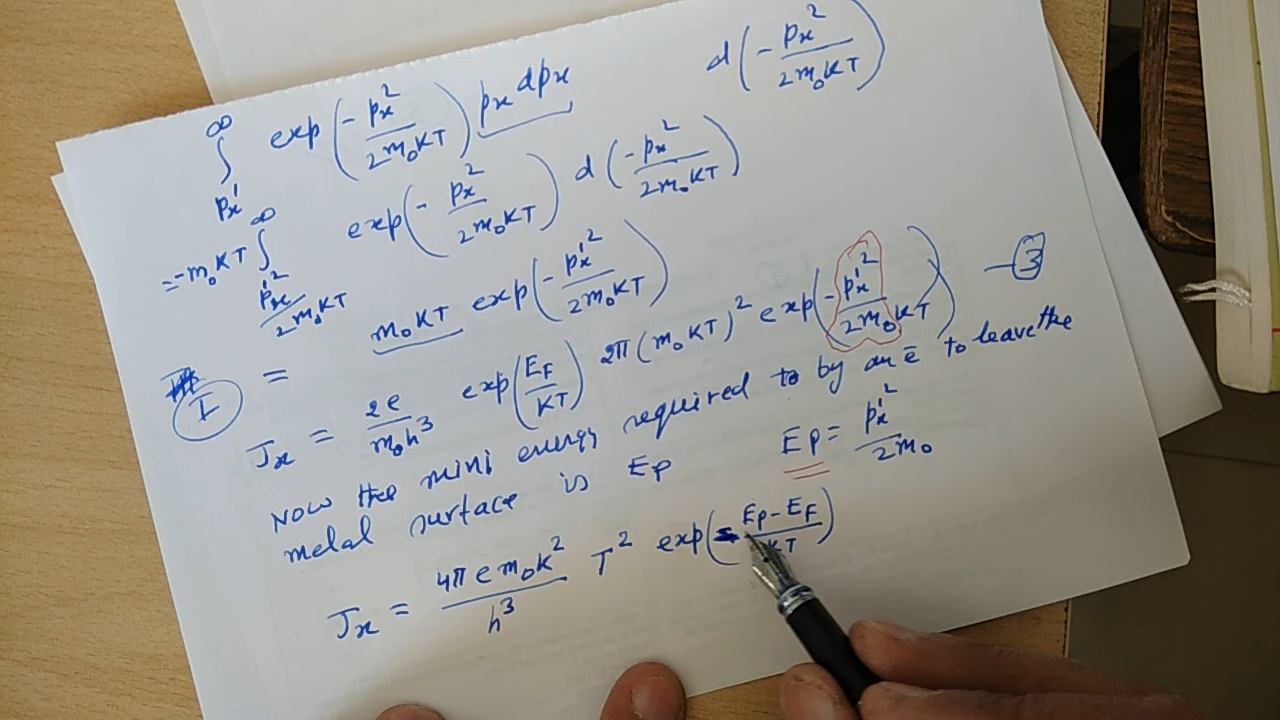 ∫_{px'}^{∞} exp(-px²/2m₀KT) px dpx d(-px²/2m₀KT)
= -m₀KT ∫_{px'²/2m₀KT}^{∞} exp(-px²/2m₀KT) d(-px²/2m₀KT)
I = m₀KT exp(-px'²/2m₀KT)
Jx = 2e/m₀h³ exp(EF/KT) 2π(m₀KT)² exp(-px'²/2m₀KT) —3
Now the mini energy required to by an ē to leave the
metal surface is Ep Ep = px'²/2m₀
Jx = 4πem₀k²/h³ T² exp(-Ep-EF/KT)